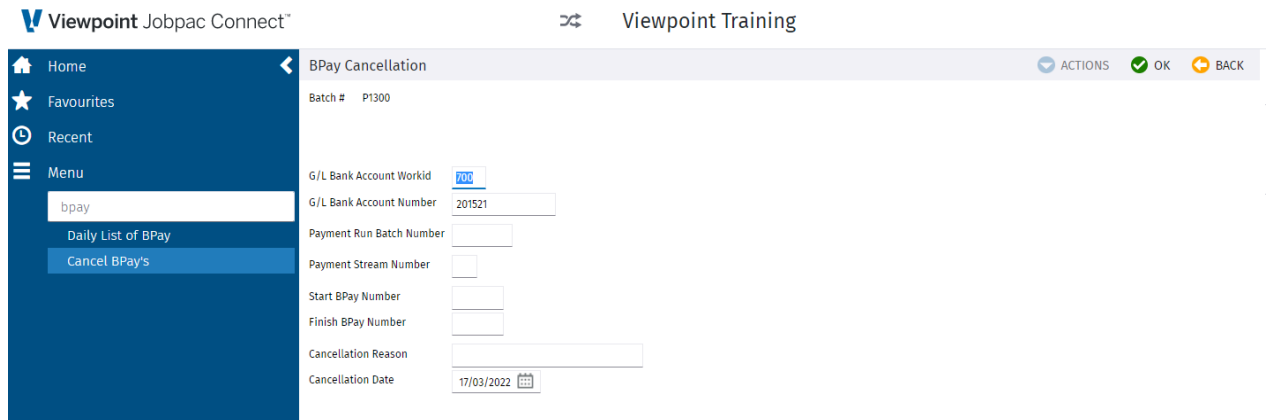 Viewpoint Jobpac Connect™
Viewpoint Training
Home
Favourites
Recent
Menu
bpay
Daily List of BPay
Cancel BPay's
BPay Cancellation
ACTIONS OK BACK
Batch # P1300
G/L Bank Account Workid 700
G/L Bank Account Number 201521
Payment Run Batch Number
Payment Stream Number
Start BPay Number
Finish BPay Number
Cancellation Reason
Cancellation Date 17/03/2022